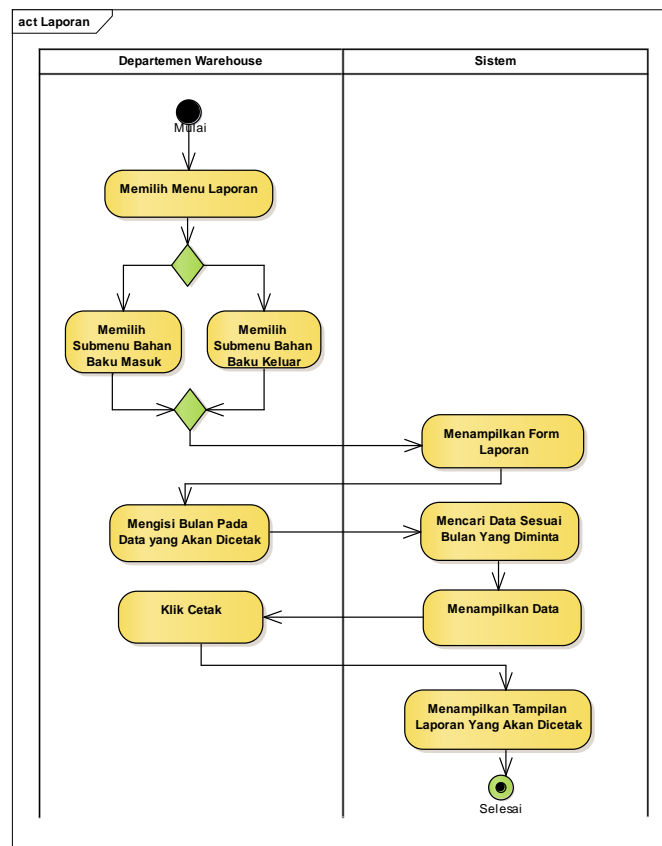 act Laporan
Departemen Warehouse
Sistem
Mulai
Memilih Menu Laporan
Memilih
Submenu Bahan
Baku Masuk
Memilih
Submenu Bahan
Baku Keluar
Menampilkan Form
Laporan
Mengisi Bulan Pada
Data yang Akan Dicetak
Mencari Data Sesuai
Bulan Yang Diminta
Menampilkan Data
Klik Cetak
Menampilkan Tampilan
Laporan Yang Akan Dicetak
Selesai